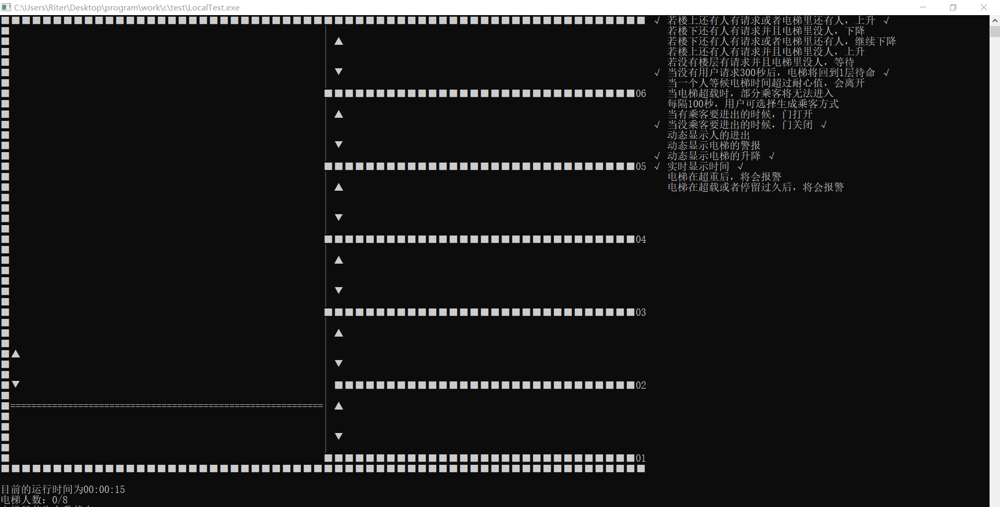 C:\Users\Riter\Desktop\program\work\c\test\LocalTest.exe
√ 若楼上还有人有请求或者电梯里还有人，上升 √
若楼下还有人有请求并且电梯里没人，下降
若楼下还有人有请求或者电梯里还有人，继续下降
若楼上还有人有请求并且电梯里没人，上升
若没有楼层有请求并且电梯里没人，等待
√ 当没有用户请求300秒后，电梯将回到1层待命 √
当一个人等候电梯时间超过耐心值，会离开
06
当电梯超载时，部分乘客将无法进入
每隔100秒，用户可选择生成乘客方式
当有乘客要进出的时候，门打开
√ 当没乘客要进出的时候，门关闭 √
动态显示人的进出
动态显示电梯的警报
√ 动态显示电梯的升降 √
05
√ 实时显示时间 √
电梯在超重后，将会报警
电梯在超载或者停留过久后，将会报警
04
03
02
01
目前的运行时间为00:00:15
电梯人数：0/8